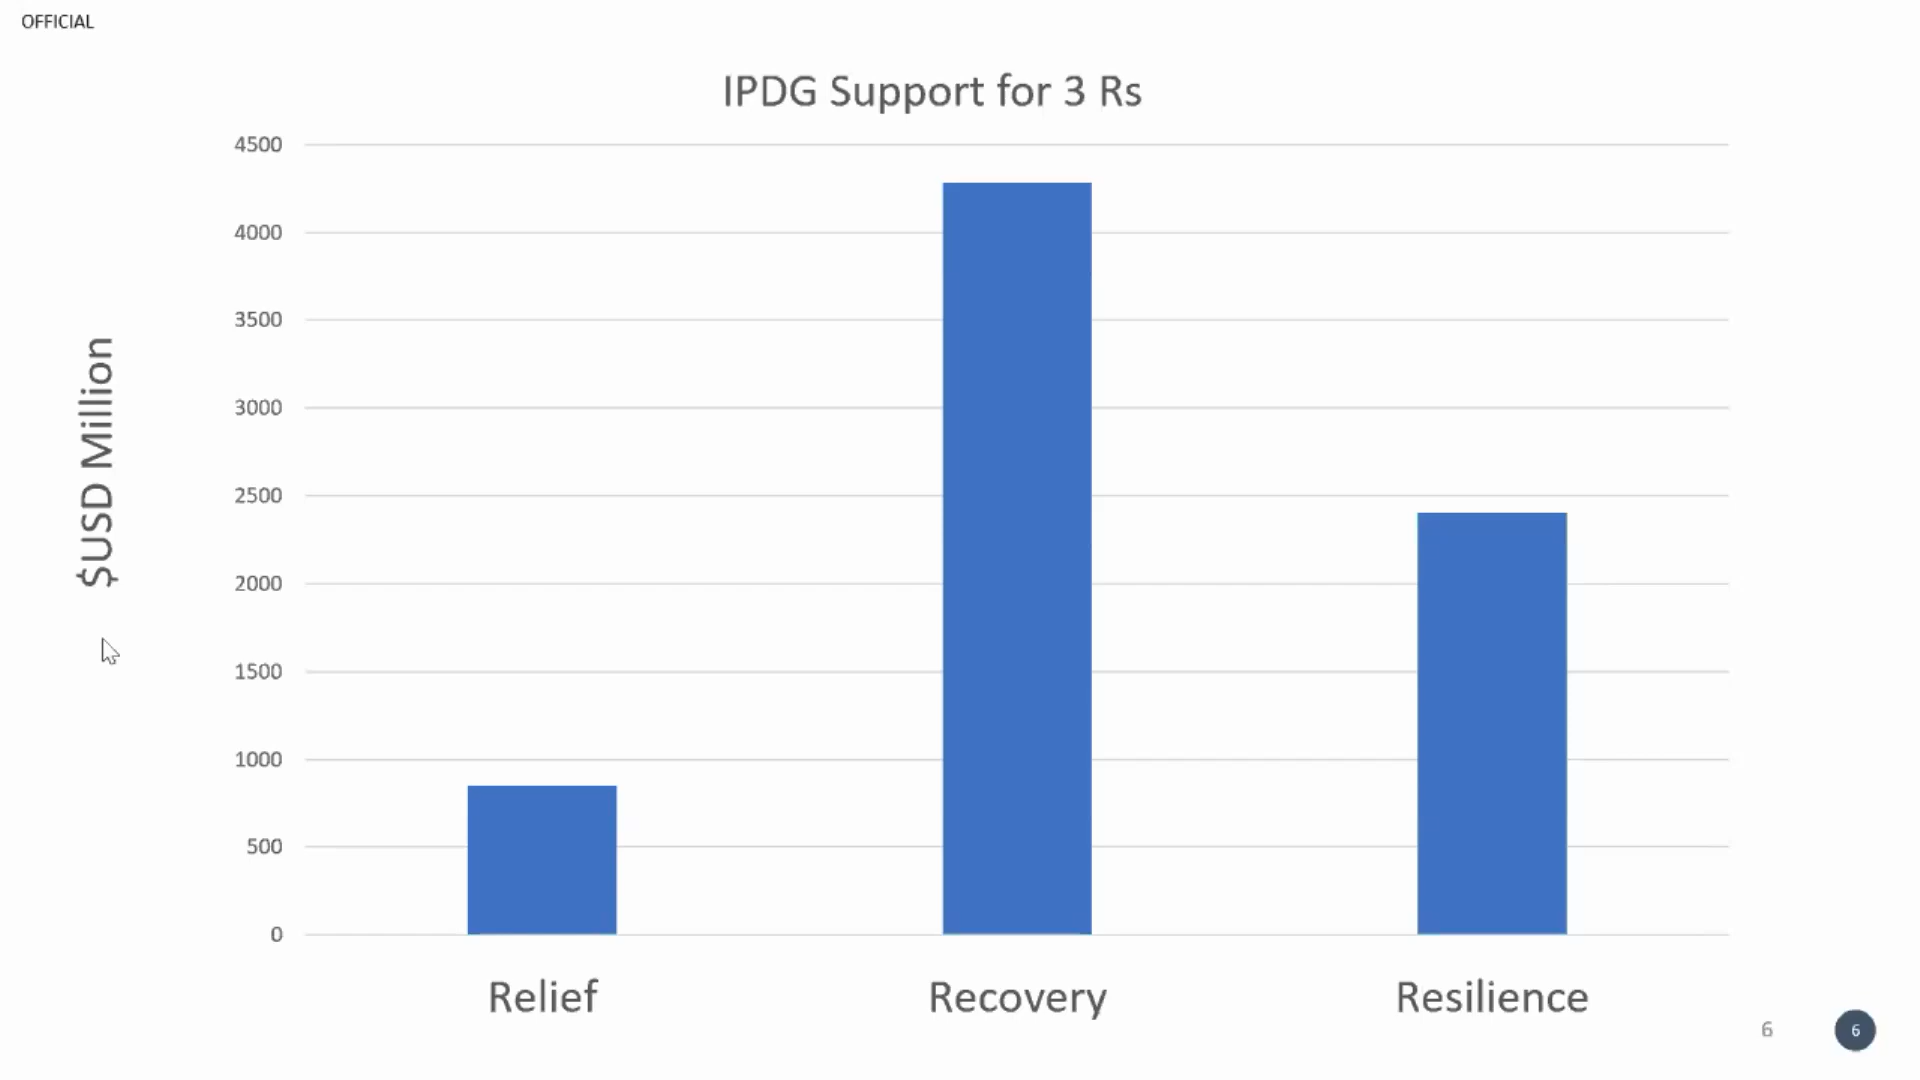 OFFICIAL
IPDG Support for 3 Rs
$USD Million
4500
4000
3500
3000
2500
2000
1500
1000
500
0
Relief
Recovery
Resilience
6
6